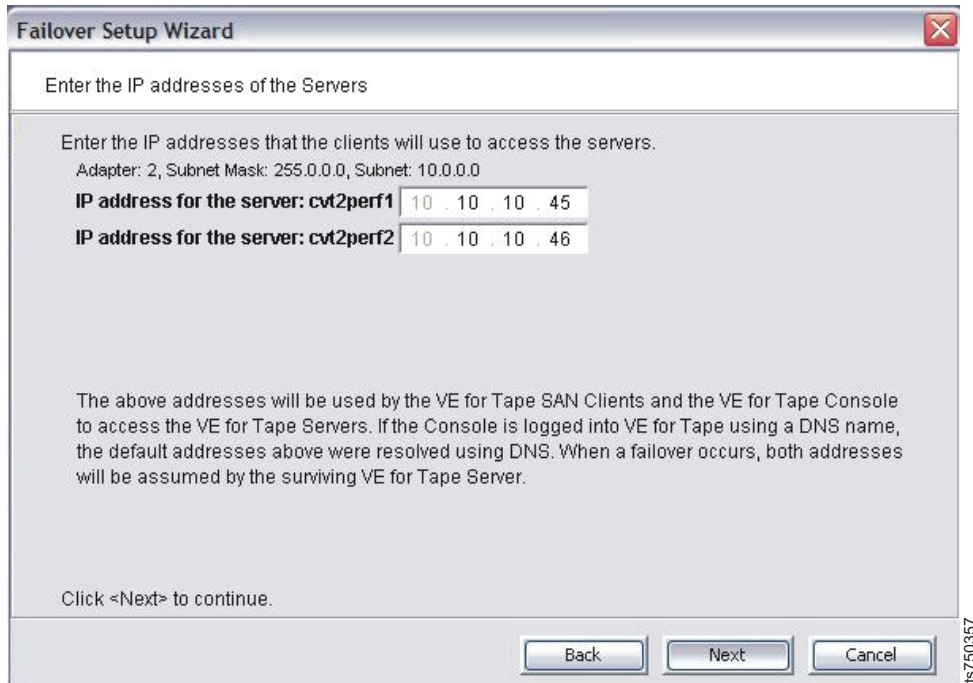 Failover Setup Wizard
Enter the IP addresses of the Servers
Enter the IP addresses that the clients will use to access the servers.
Adapter: 2, Subnet Mask: 255.0.0.0, Subnet: 10.0.0.0
IP address for the server: cvt2perf1 10 . 10 . 10 . 45
IP address for the server: cvt2perf2 10 . 10 . 10 . 46
The above addresses will be used by the VE for Tape SAN Clients and the VE for Tape Console
to access the VE for Tape Servers. If the Console is logged into VE for Tape using a DNS name,
the default addresses above were resolved using DNS. When a failover occurs, both addresses
will be assumed by the surviving VE for Tape Server.
Click <Next> to continue.
Back Next Cancel
ts750357